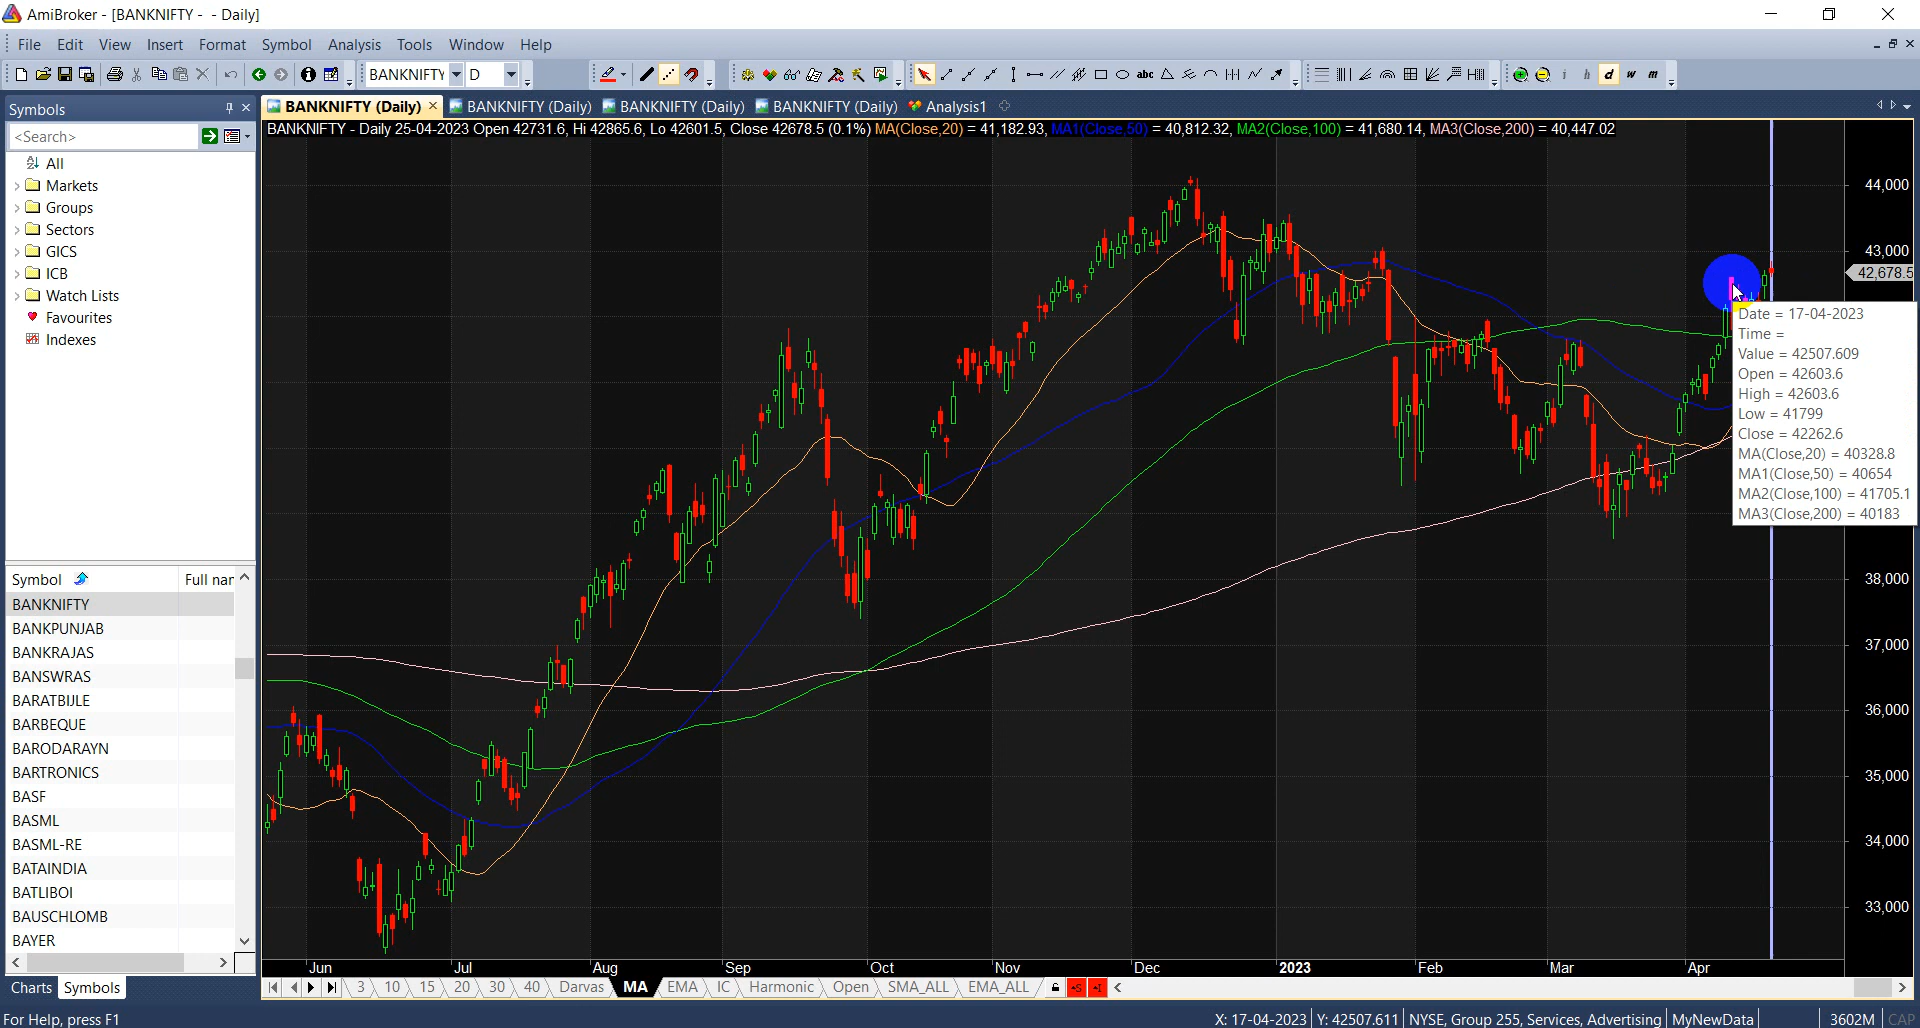 AmiBroker - [BANKNIFTY - - Daily]
File Edit View Insert Format Symbol Analysis Tools Window Help
BANKNIFTY D
abc
i h d w m
Symbols
BANKNIFTY (Daily) BANKNIFTY (Daily) BANKNIFTY (Daily) BANKNIFTY (Daily) Analysis1
<Search>
BANKNIFTY - Daily 25-04-2023 Open 42731.6, Hi 42865.6, Lo 42601.5, Close 42678.5 (0.1%) MA(Close,20) = 41,182.93, MA1(Close,50) = 40,812.32, MA2(Close,100) = 41,680.14, MA3(Close,200) = 40,447.02
All
Markets
Groups
Sectors
GICS
ICB
Watch Lists
Favourites
Indexes
44,000
43,000
42,678.5
Date = 17-04-2023
Time =
Value = 42507.609
Open = 42603.6
High = 42603.6
Low = 41799
Close = 42262.6
MA(Close,20) = 40328.8
MA1(Close,50) = 40654
MA2(Close,100) = 41705.1
MA3(Close,200) = 40183
38,000
37,000
36,000
35,000
34,000
33,000
Symbol Full nar
BANKNIFTY
BANKPUNJAB
BANKRAJAS
BANSWRAS
BARATBIJLE
BARBEQUE
BARODARAYN
BARTRONICS
BASF
BASML
BASML-RE
BATAINDIA
BATLIBOI
BAUSCHLOMB
BAYER
Jun Jul Aug Sep Oct Nov Dec 2023 Feb Mar Apr
Charts Symbols
3 10 15 20 30 40 Darvas MA EMA IC Harmonic Open SMA_ALL EMA_ALL
For Help, press F1
X: 17-04-2023 Y: 42507.611 NYSE, Group 255, Services, Advertising MyNewData 3602M CAP